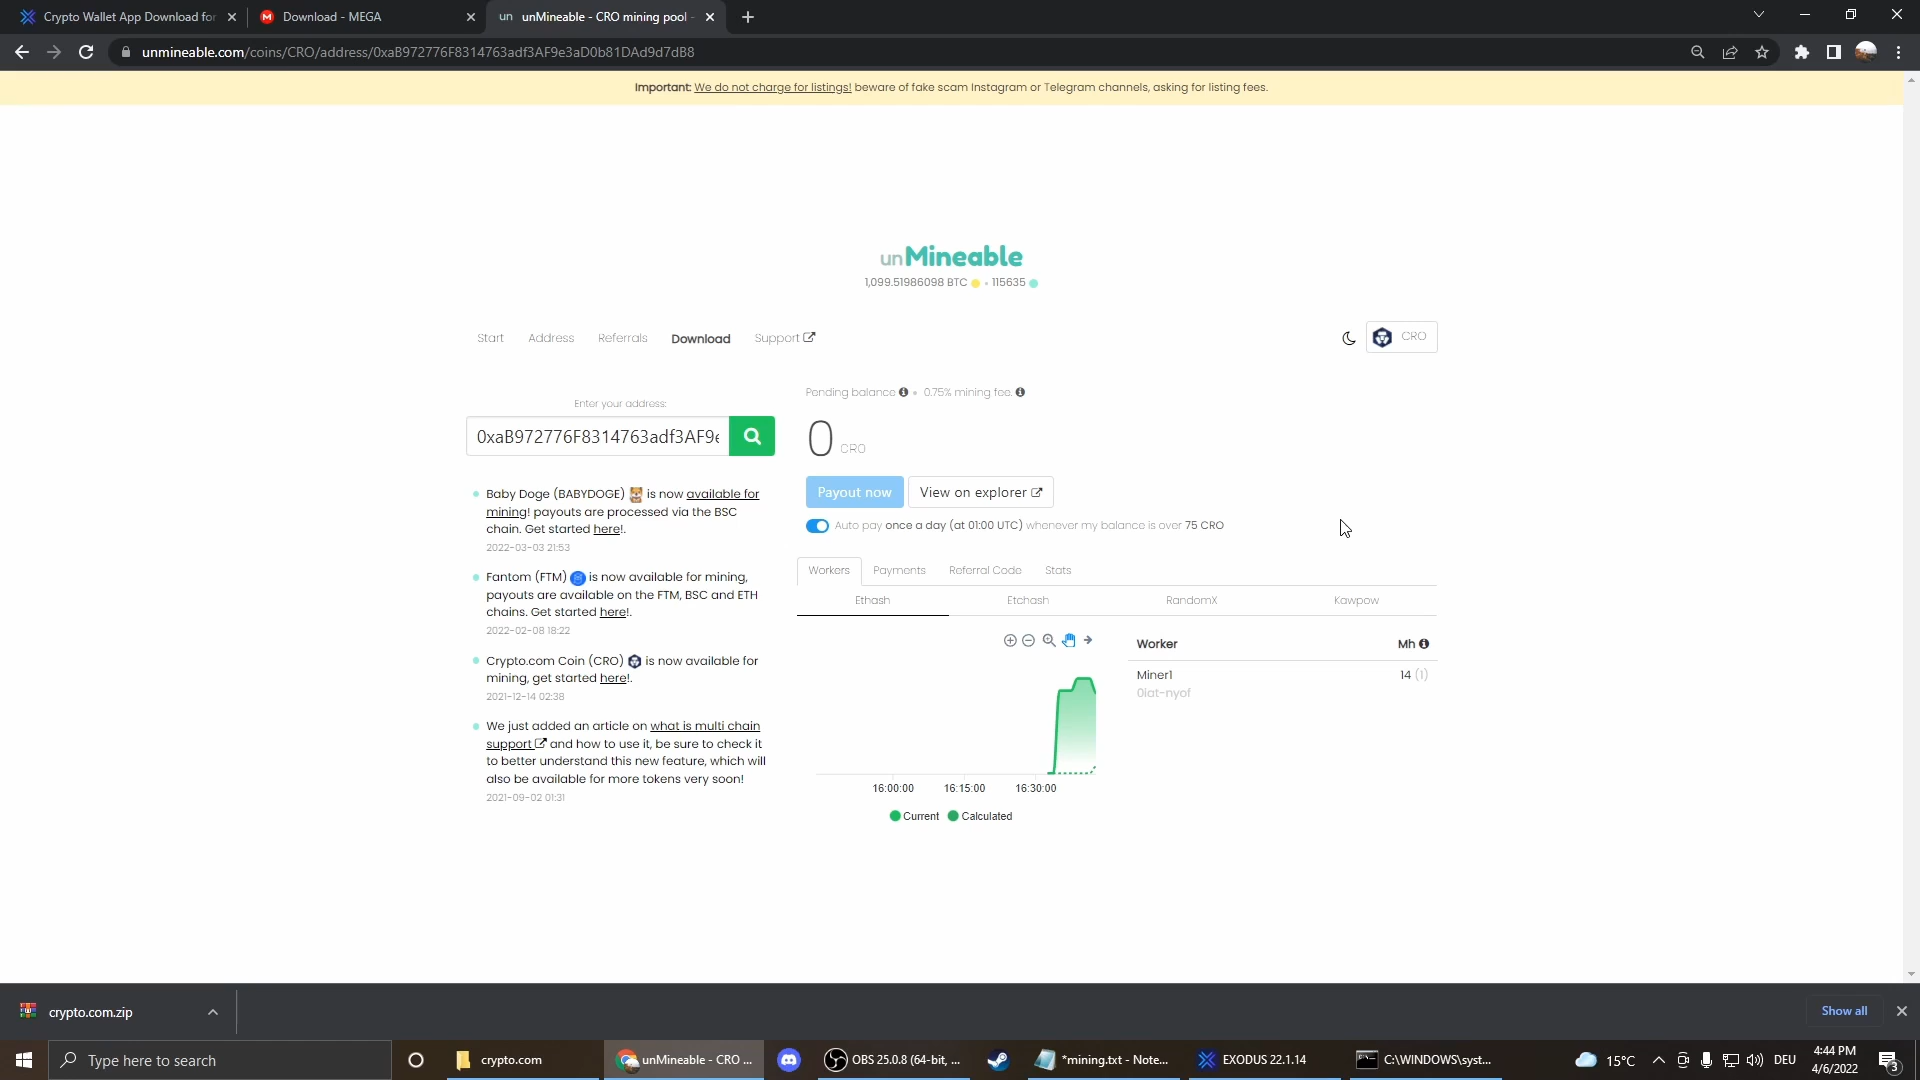 Crypto Wallet App Download for
Download - MEGA
un unMineable - CRO mining pool -
unmineable.com/coins/CRO/address/0xaB972776F8314763adf3AF9e3aD0b81DAd9d7dB8
Important: We do not charge for listings! beware of fake scam Instagram or Telegram channels, asking for listing fees.
unMineable
1,099.51986098 BTC • 115635
Start Address Referrals Download Support
CRO
Pending balance • 0.75% mining fee.
Enter your address:
0xaB972776F8314763adf3AF9e
0 CRO
Payout now View on explorer
Auto pay once a day (at 01:00 UTC) whenever my balance is over 75 CRO
Baby Doge (BABYDOGE) is now available for
mining! payouts are processed via the BSC
chain. Get started here!.
2022-03-03 21:53
Fantom (FTM) is now available for mining,
payouts are available on the FTM, BSC and ETH
chains. Get started here!.
2022-02-08 18:22
Crypto.com Coin (CRO) is now available for
mining, get started here!.
2021-12-14 02:38
We just added an article on what is multi chain
support and how to use it, be sure to check it
to better understand this new feature, which will
also be available for more tokens very soon!
2021-09-02 01:31
Workers Payments Referral Code Stats
Ethash Etchash RandomX Kawpow
Worker Mh
Miner1 14 (1)
0iat-nyof
16:00:00 16:15:00 16:30:00
Current Calculated
crypto.com.zip
Show all
Type here to search
crypto.com
unMineable - CRO ...
OBS 25.0.8 (64-bit, ...
*mining.txt - Note...
EXODUS 22.1.14
C:\WINDOWS\syst...
15°C
DEU
4:44 PM
4/6/2022
3